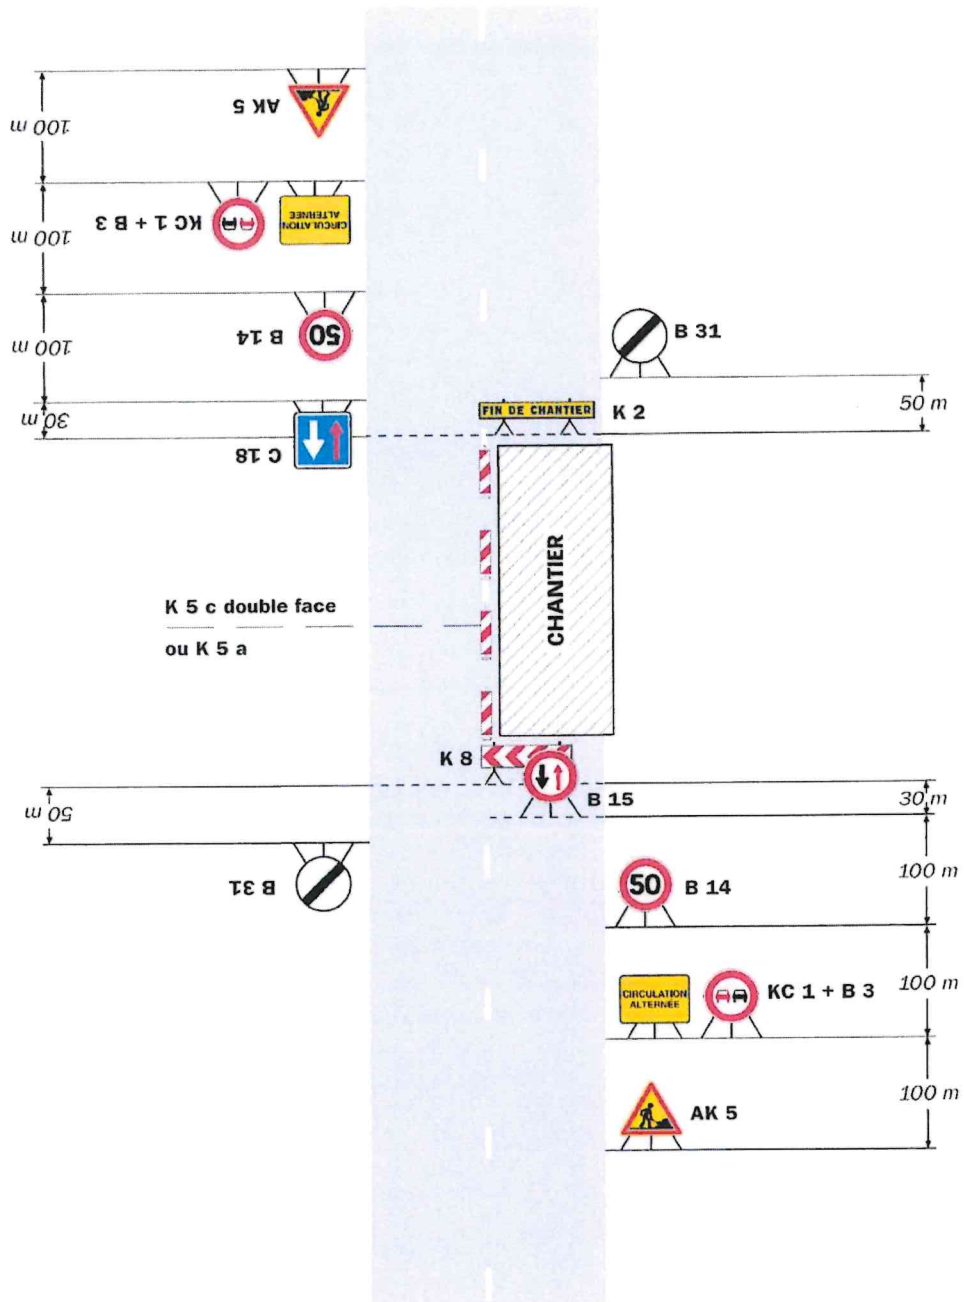 AK 5
100 m
KC 1 + B 3
CIRCULATION
ALTERNÉE
100 m
B 14
50
100 m
B 31
50 m
30 m
C 18
FIN DE CHANTIER
K 2
CHANTIER
K 5 c double face
ou K 5 a
K 8
B 15
30 m
50 m
B 31
50
B 14
100 m
CIRCULATION
ALTERNÉE
KC 1 + B 3
100 m
AK 5
100 m